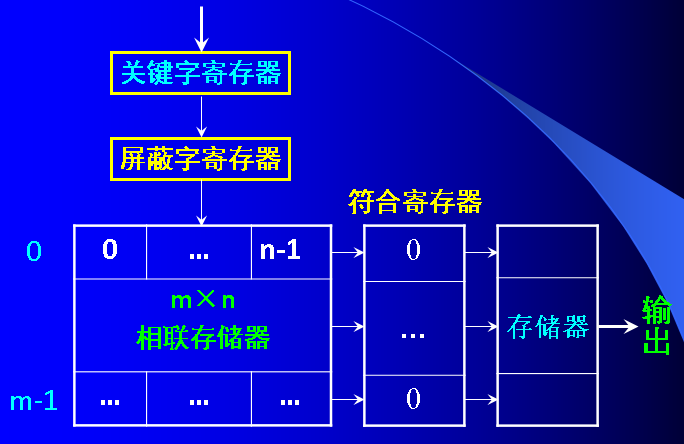 关键字寄存器
屏蔽字寄存器
符合寄存器
0 0 ... n-1 0
m×n
相联存储器
...
存储器
输出
m-1 ... ... ... 0